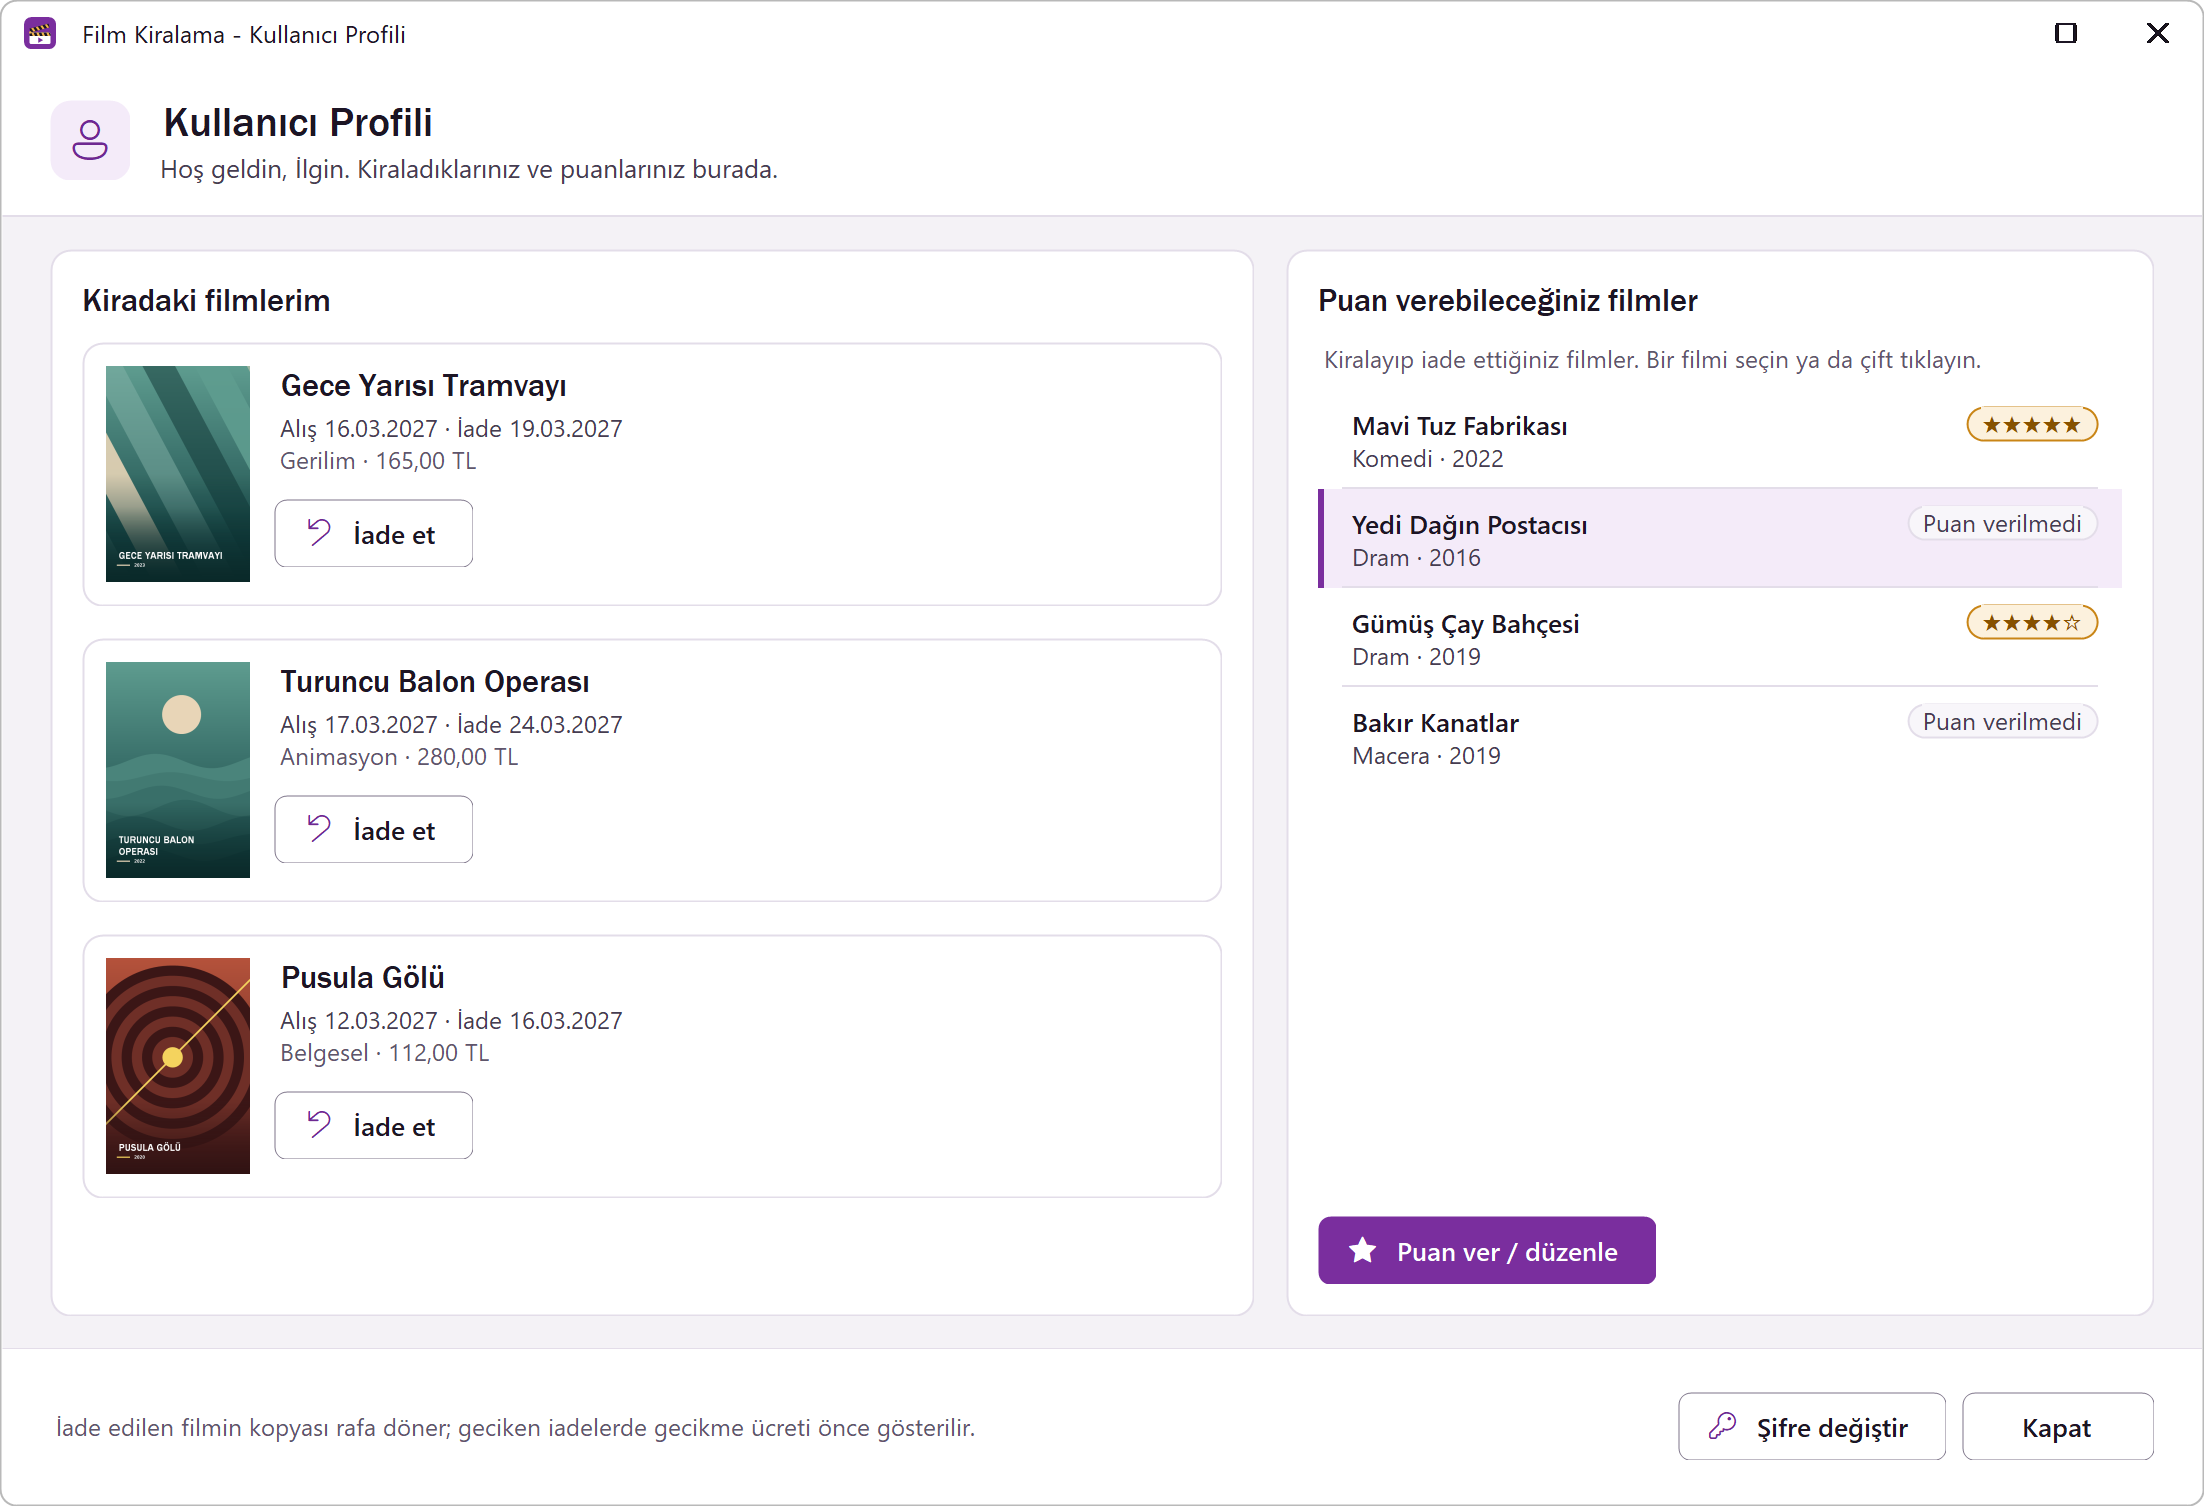 Film Kiralama - Kullanıcı Profili
Kullanıcı Profili
Hoş geldin, İlgin. Kiraladıklarınız ve puanlarınız burada.
Kiradaki filmlerim
GECE YARISI TRAMVAYI
2023
Gece Yarısı Tramvayı
Alış 16.03.2027 · İade 19.03.2027
Gerilim · 165,00 TL
İade et
TURUNCU BALON
OPERASI
2022
Turuncu Balon Operası
Alış 17.03.2027 · İade 24.03.2027
Animasyon · 280,00 TL
İade et
PUSULA GÖLÜ
2020
Pusula Gölü
Alış 12.03.2027 · İade 16.03.2027
Belgesel · 112,00 TL
İade et
Puan verebileceğiniz filmler
Kiralayıp iade ettiğiniz filmler. Bir filmi seçin ya da çift tıklayın.
Mavi Tuz Fabrikası
★★★★★
Komedi · 2022
Yedi Dağın Postacısı
Puan verilmedi
Dram · 2016
Gümüş Çay Bahçesi
★★★★☆
Dram · 2019
Bakır Kanatlar
Puan verilmedi
Macera · 2019
Puan ver / düzenle
İade edilen filmin kopyası rafa döner; geciken iadelerde gecikme ücreti önce gösterilir.
Şifre değiştir
Kapat